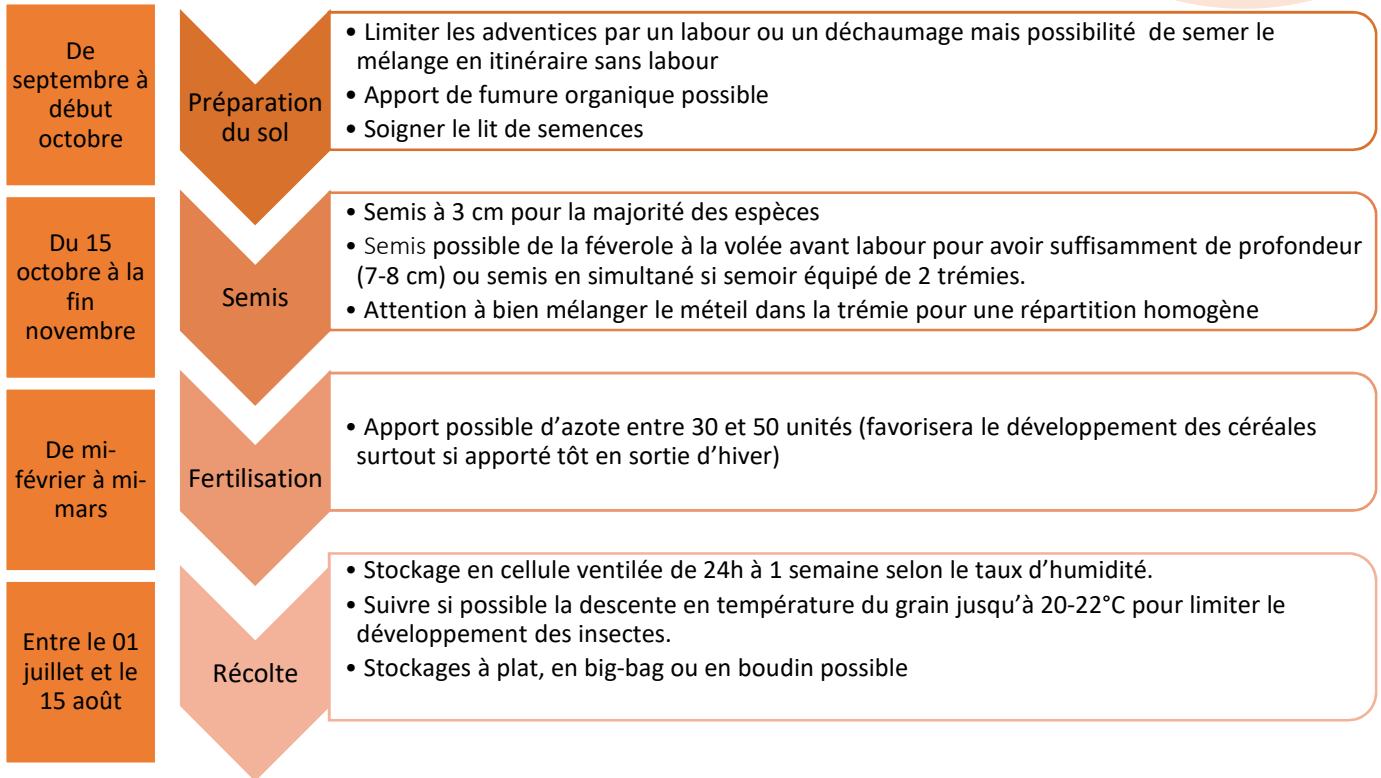 De
septembre à
début
octobre
Préparation
du sol
• Limiter les adventices par un labour ou un déchaumage mais possibilité de semer le
mélange en itinéraire sans labour
• Apport de fumure organique possible
• Soigner le lit de semences
Du 15
octobre à la
fin
novembre
Semis
• Semis à 3 cm pour la majorité des espèces
• Semis possible de la féverole à la volée avant labour pour avoir suffisamment de profondeur
(7-8 cm) ou semis en simultané si semoir équipé de 2 trémies.
• Attention à bien mélanger le méteil dans la trémie pour une répartition homogène
De mi-
février à mi-
mars
Fertilisation
• Apport possible d’azote entre 30 et 50 unités (favorisera le développement des céréales
surtout si apporté tôt en sortie d’hiver)
Entre le 01
juillet et le
15 août
Récolte
• Stockage en cellule ventilée de 24h à 1 semaine selon le taux d’humidité.
• Suivre si possible la descente en température du grain jusqu’à 20-22°C pour limiter le
développement des insectes.
• Stockages à plat, en big-bag ou en boudin possible